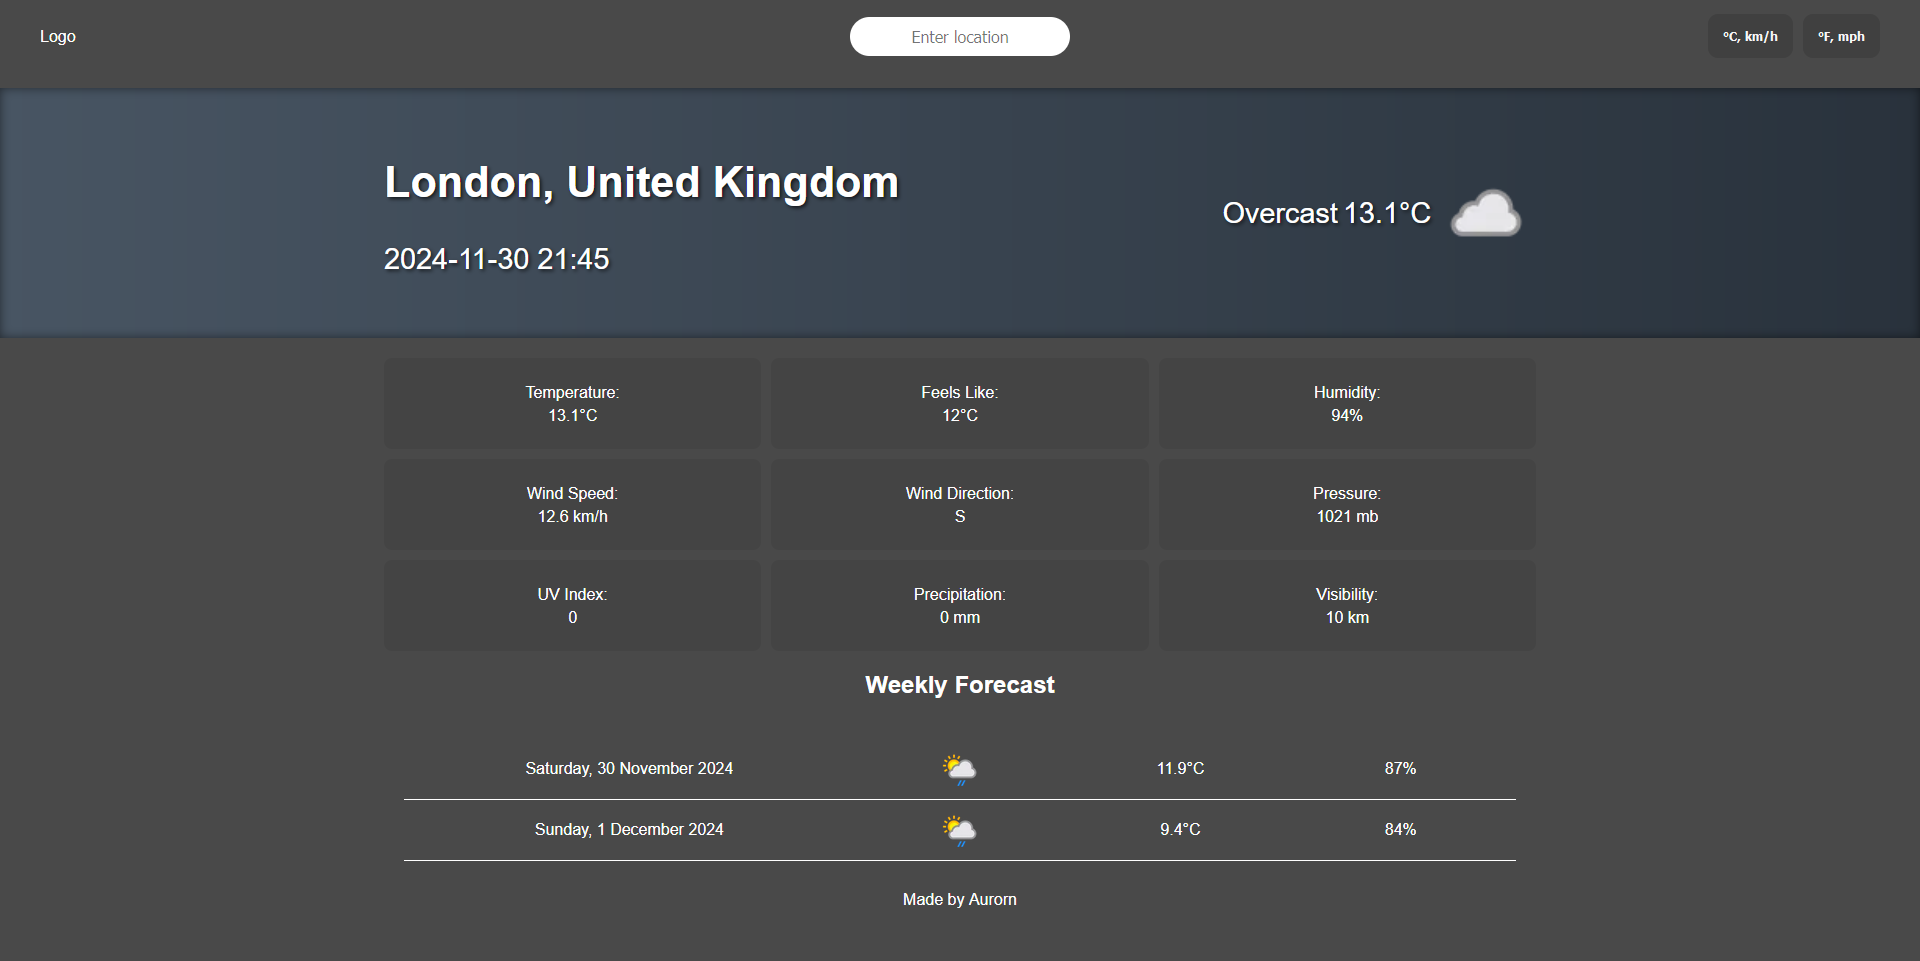 Logo
Enter location
°C, km/h
°F, mph
London, United Kingdom
2024-11-30 21:45
Overcast 13.1°C
Temperature:
13.1°C
Feels Like:
12°C
Humidity:
94%
Wind Speed:
12.6 km/h
Wind Direction:
S
Pressure:
1021 mb
UV Index:
0
Precipitation:
0 mm
Visibility:
10 km
Weekly Forecast
Saturday, 30 November 2024 11.9°C 87%
Sunday, 1 December 2024 9.4°C 84%
Made by Aurorn